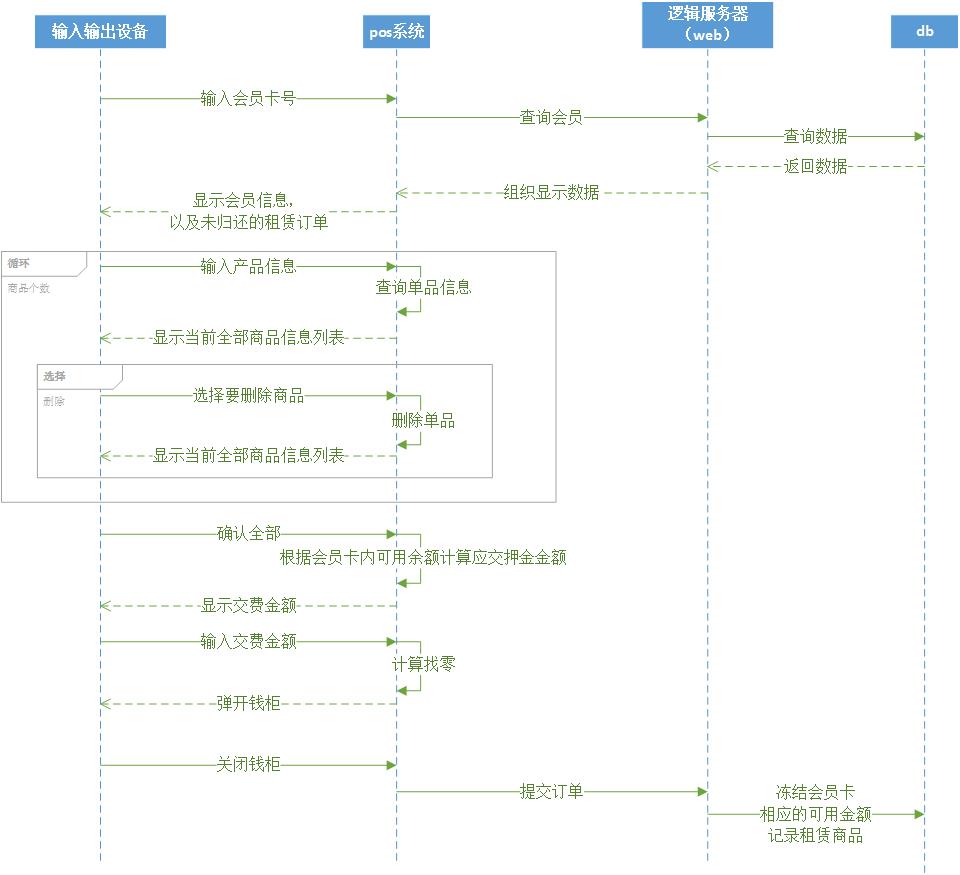 输入输出设备
pos系统
逻辑服务器
（web）
db
输入会员卡号
查询会员
查询数据
返回数据
组织显示数据
显示会员信息，
以及未归还的租赁订单
循环
商品个数
输入产品信息
查询单品信息
显示当前全部商品信息列表
选择
删除
选择要删除商品
删除单品
显示当前全部商品信息列表
确认全部
根据会员卡内可用余额计算应交押金金额
显示交费金额
输入交费金额
计算找零
弹开钱柜
关闭钱柜
提交订单
冻结会员卡
相应的可用金额
记录租赁商品